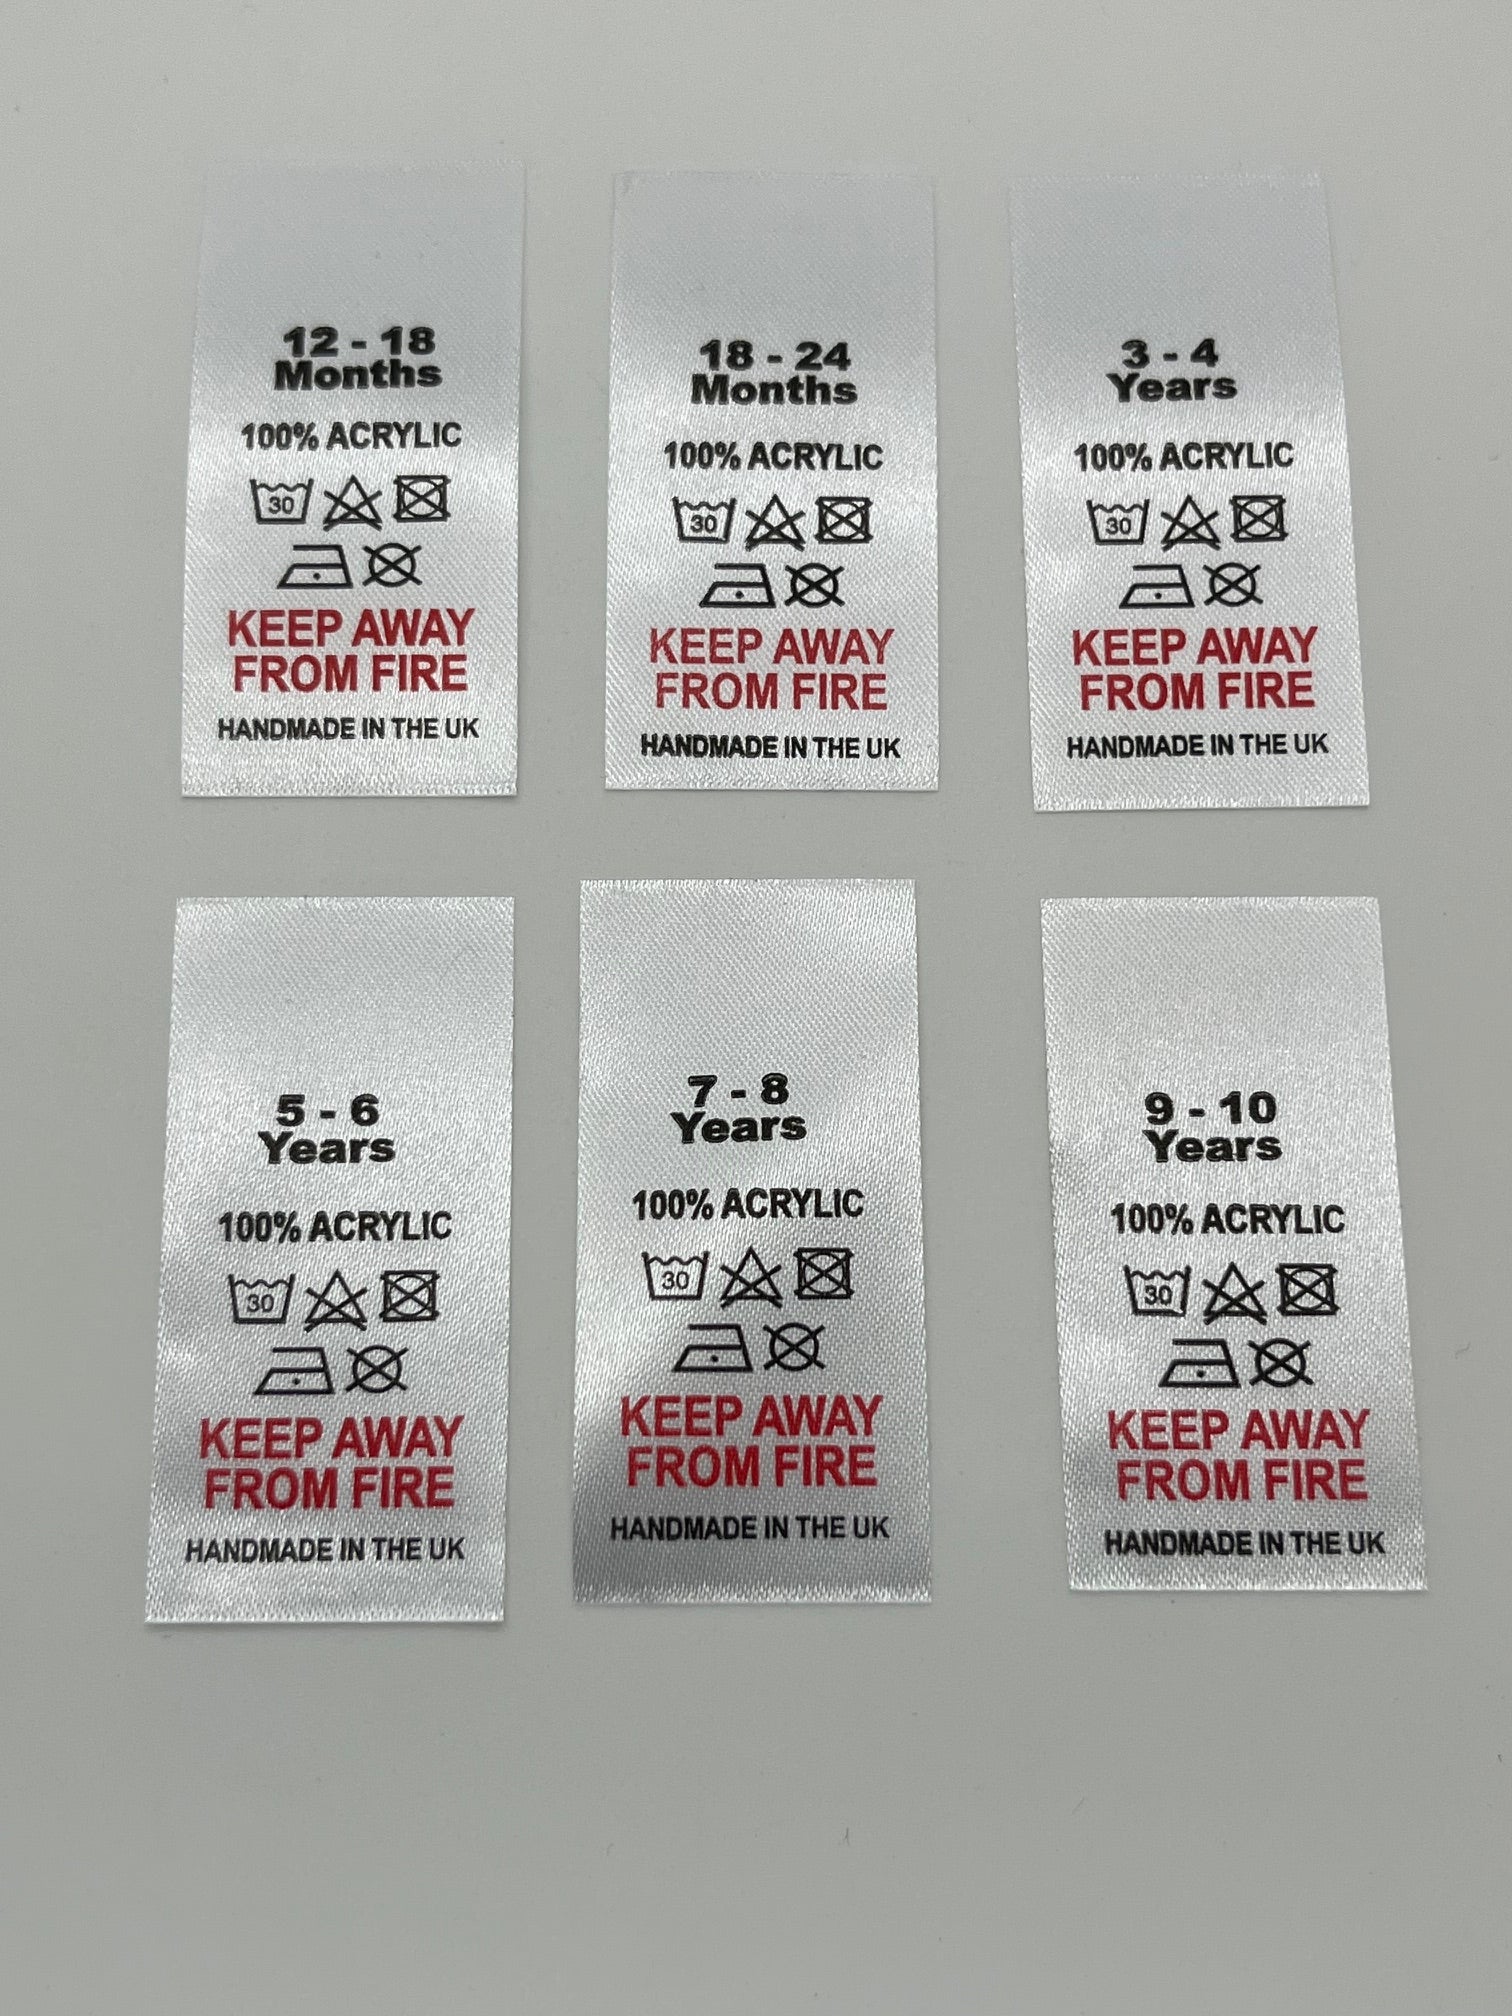 12 - 18
Months
100% ACRYLIC
30
KEEP AWAY
FROM FIRE
HANDMADE IN THE UK
18 - 24
Months
100% ACRYLIC
30
KEEP AWAY
FROM FIRE
HANDMADE IN THE UK
3 - 4
Years
100% ACRYLIC
30
KEEP AWAY
FROM FIRE
HANDMADE IN THE UK
5 - 6
Years
100% ACRYLIC
30
KEEP AWAY
FROM FIRE
HANDMADE IN THE UK
7 - 8
Years
100% ACRYLIC
30
KEEP AWAY
FROM FIRE
HANDMADE IN THE UK
9 - 10
Years
100% ACRYLIC
30
KEEP AWAY
FROM FIRE
HANDMADE IN THE UK